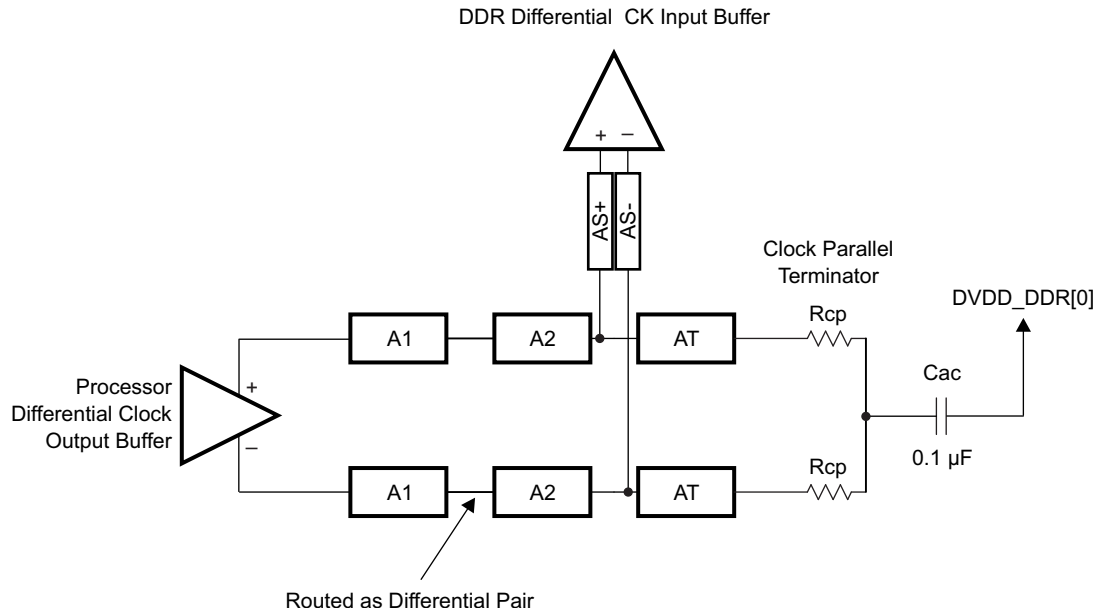 DDR Differential CK Input Buffer
+ −
AS+
AS-
Clock Parallel
Terminator
DVDD_DDR[0]
A1
A2
AT
Rcp
Cac
Processor
Differential Clock
Output Buffer
+
−
0.1 µF
Rcp
A1
A2
AT
Routed as Differential Pair